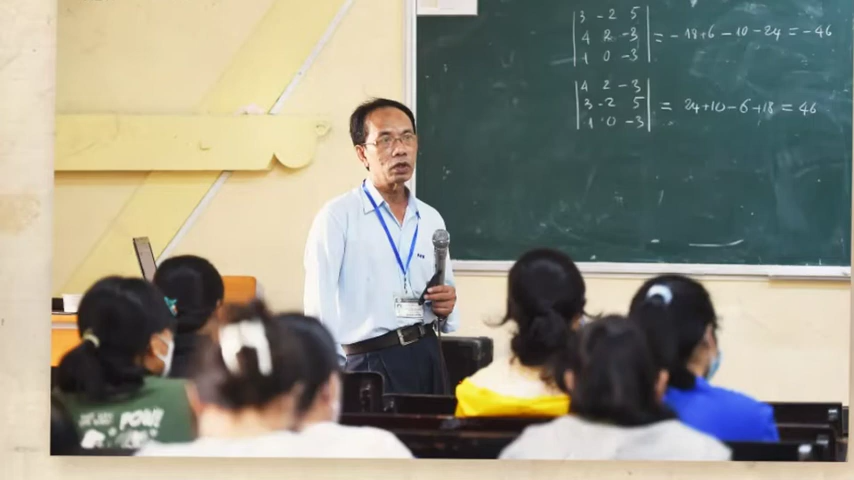 3 -2 5
4 2 -3 = -18+6-10-24 = -46
1 0 -3
4 2 -3
3 -2 5 = 24+10-6+18 = 46
1 0 -3
POW!